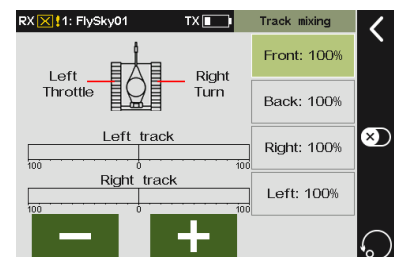 RX 1: FlySky01 TX Track mixing
Left Throttle
Right Turn
Left track
100 0 100
Right track
100 0 100
Front: 100%
Back: 100%
Right: 100%
Left: 100%